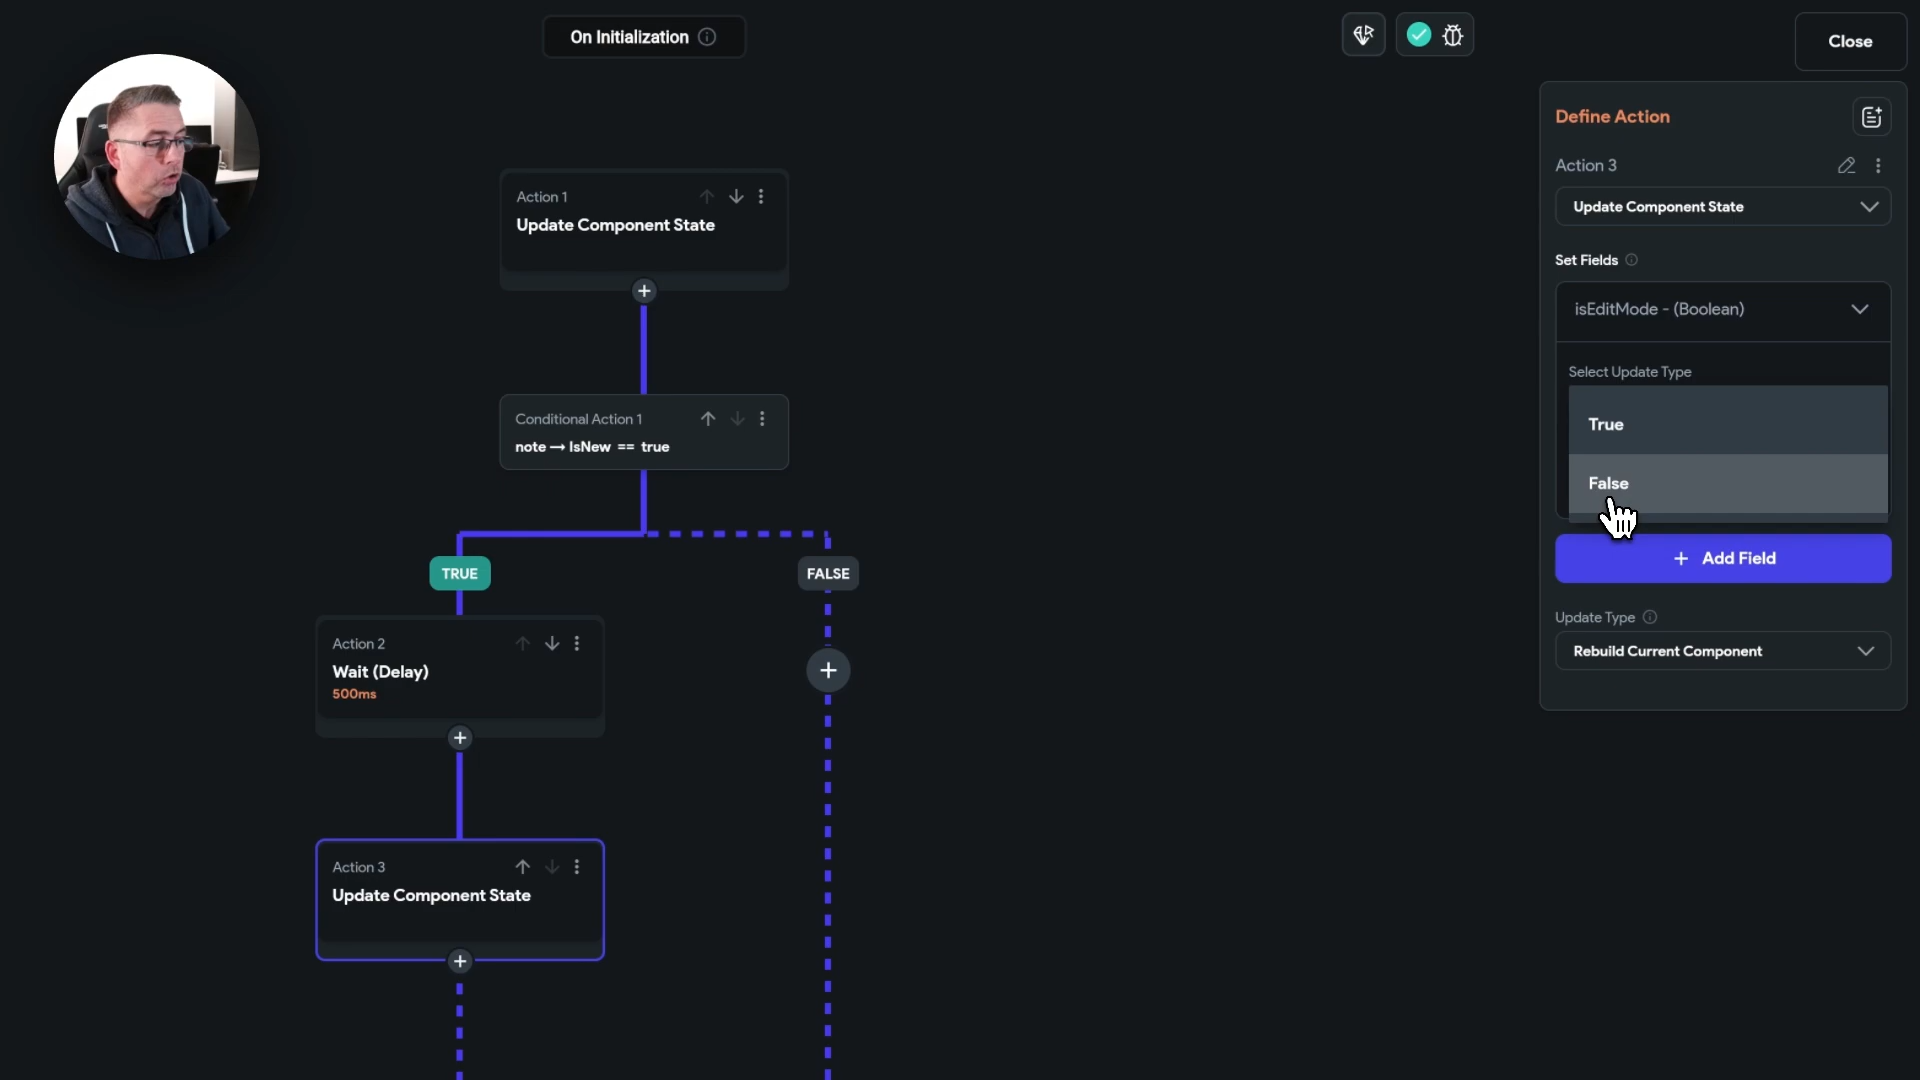 On Initialization
Close
Define Action
Action 3
Update Component State
Set Fields
isEditMode - (Boolean)
Select Update Type
True
False
+ Add Field
Update Type
Rebuild Current Component
Action 1
Update Component State
Conditional Action 1
note → IsNew == true
TRUE
FALSE
Action 2
Wait (Delay)
500ms
Action 3
Update Component State